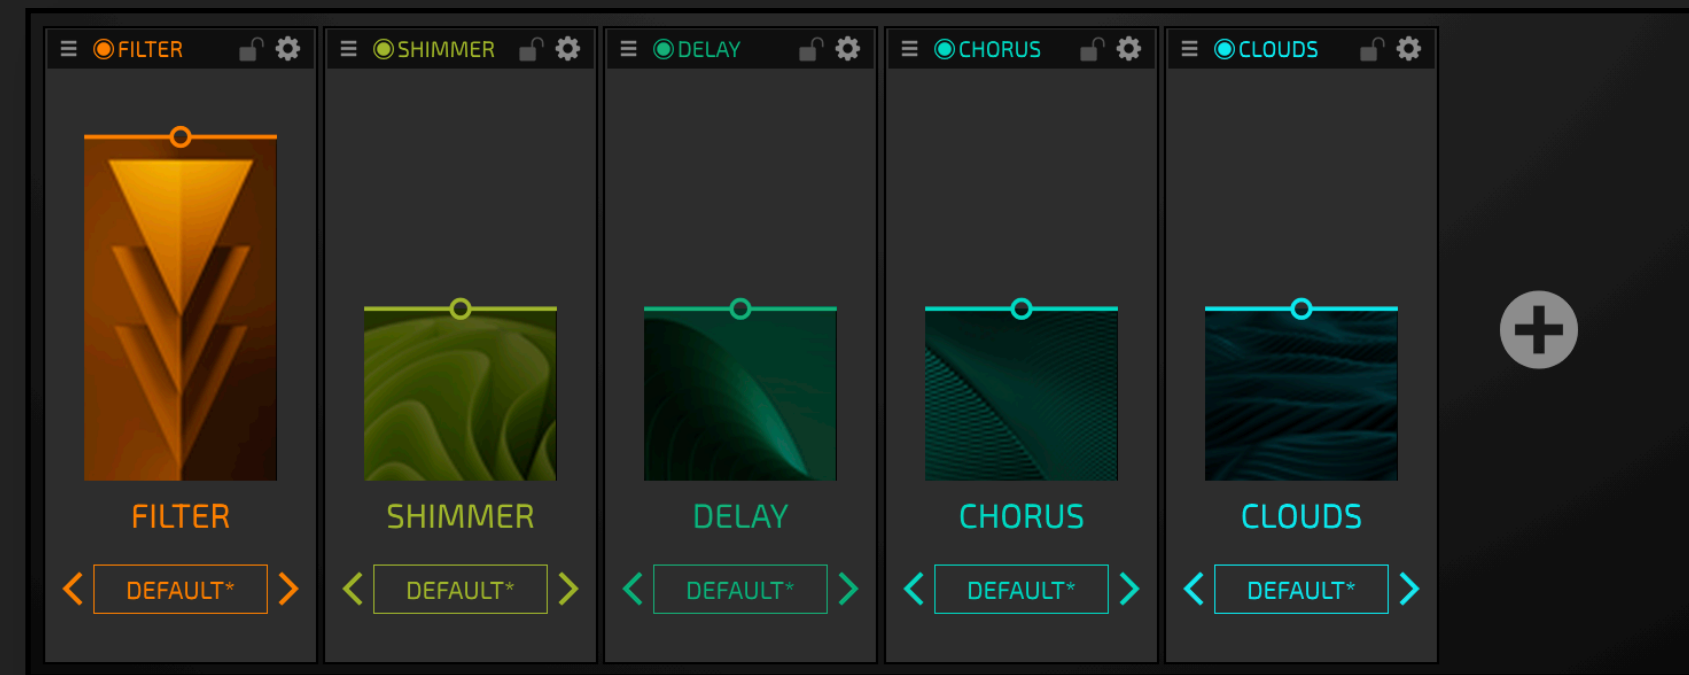 FILTER
SHIMMER
DELAY
CHORUS
CLOUDS
FILTER
SHIMMER
DELAY
CHORUS
CLOUDS
DEFAULT*
DEFAULT*
DEFAULT*
DEFAULT*
DEFAULT*